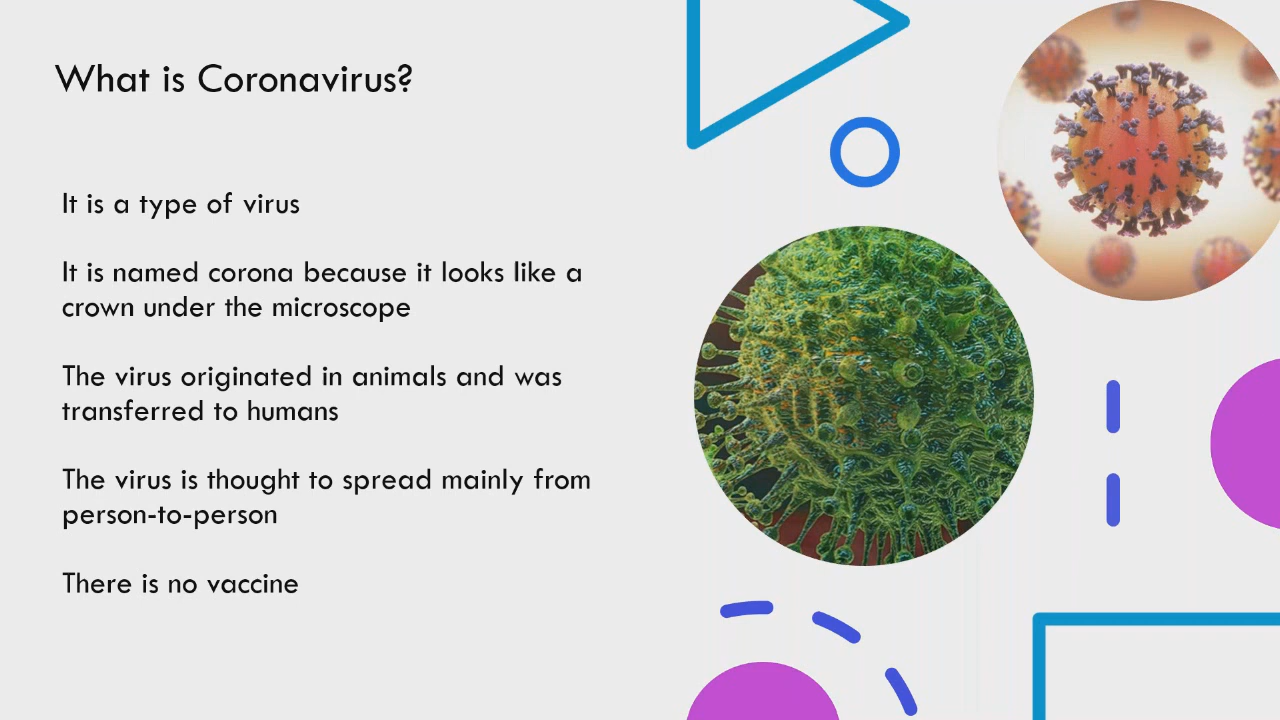 What is Coronavirus?
It is a type of virus
It is named corona because it looks like a
crown under the microscope
The virus originated in animals and was
transferred to humans
The virus is thought to spread mainly from
person-to-person
There is no vaccine